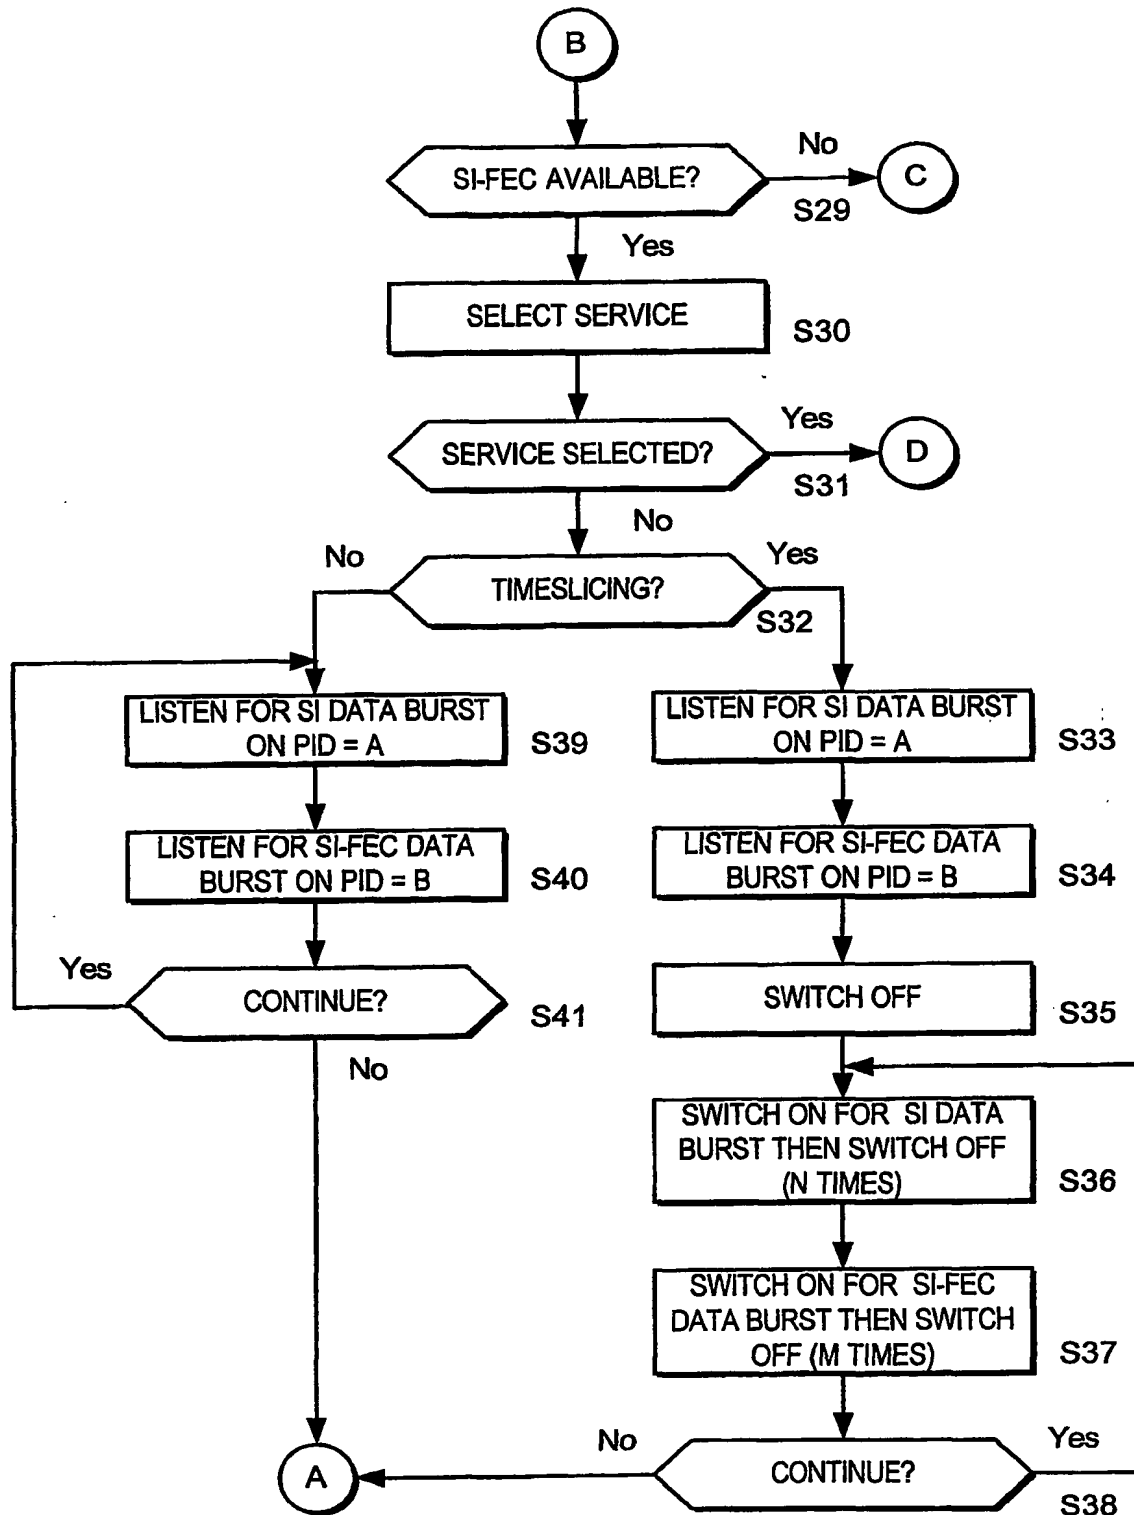 B
SI-FEC AVAILABLE?
No
C
S29
Yes
SELECT SERVICE
S30
SERVICE SELECTED?
Yes
D
S31
No
No
TIMESLICING?
Yes
S32
LISTEN FOR SI DATA BURST
ON PID = A
S39
LISTEN FOR SI DATA BURST
ON PID = A
S33
LISTEN FOR SI-FEC DATA
BURST ON PID = B
S40
LISTEN FOR SI-FEC DATA
BURST ON PID = B
S34
Yes
CONTINUE?
S41
No
SWITCH OFF
S35
SWITCH ON FOR SI DATA
BURST THEN SWITCH OFF
(N TIMES)
S36
SWITCH ON FOR SI-FEC
DATA BURST THEN SWITCH
OFF (M TIMES)
S37
A
No
CONTINUE?
Yes
S38